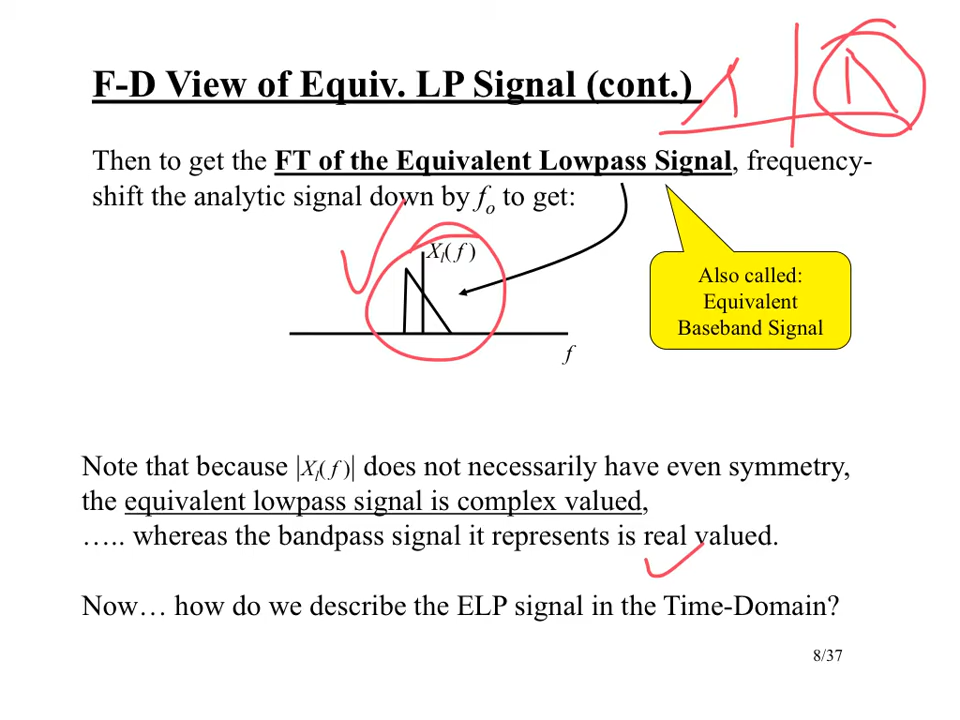 F-D View of Equiv. LP Signal (cont.)
Then to get the FT of the Equivalent Lowpass Signal, frequency-
shift the analytic signal down by fo to get:
Xl(f)
f
Also called:
Equivalent
Baseband Signal
Note that because |Xl(f)| does not necessarily have even symmetry,
the equivalent lowpass signal is complex valued,
….. whereas the bandpass signal it represents is real valued.
Now… how do we describe the ELP signal in the Time-Domain?
8/37